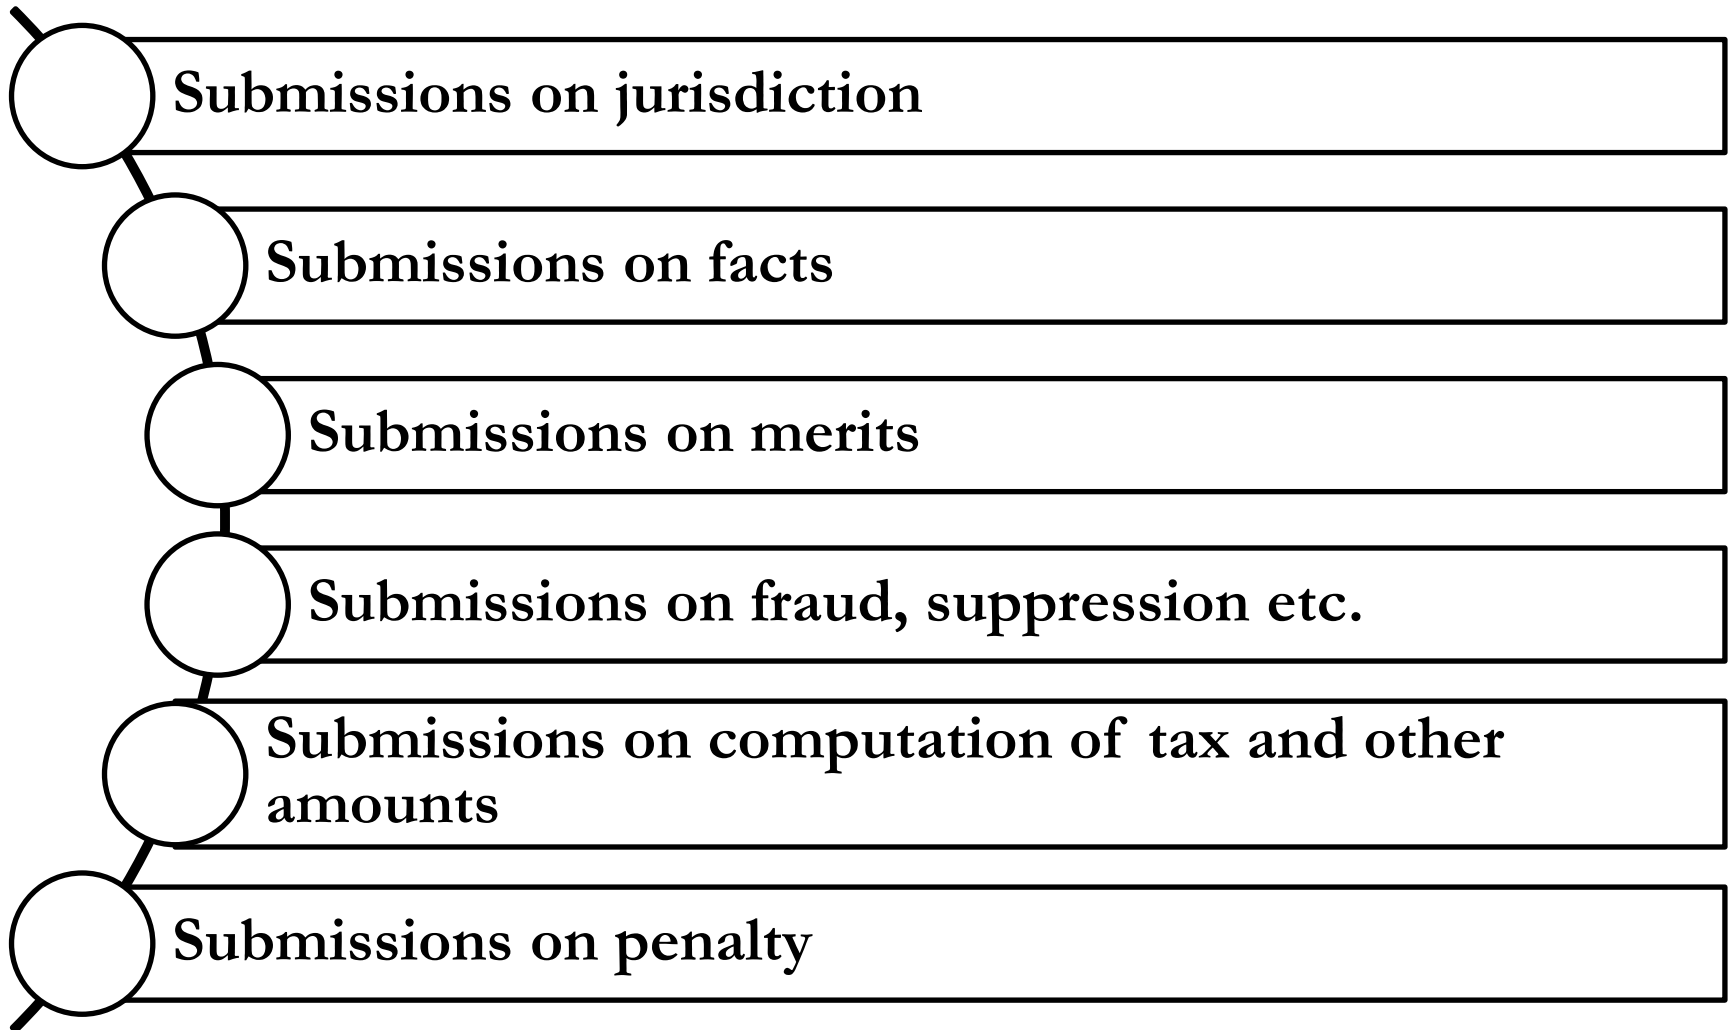 Submissions on jurisdiction
Submissions on facts
Submissions on merits
Submissions on fraud, suppression etc.
Submissions on computation of tax and other
amounts
Submissions on penalty